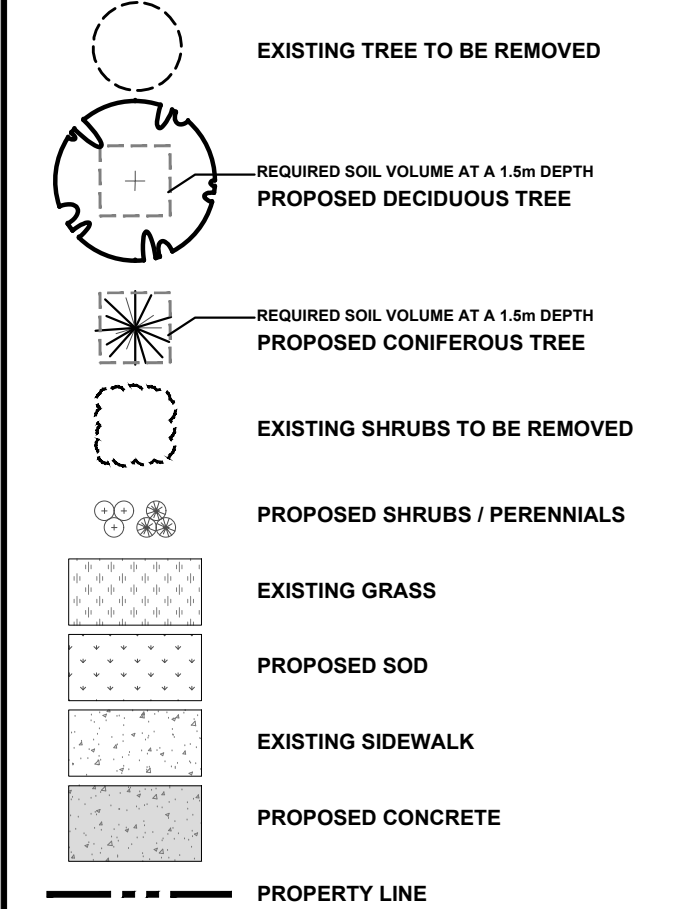 EXISTING TREE TO BE REMOVED
REQUIRED SOIL VOLUME AT A 1.5m DEPTH
PROPOSED DECIDUOUS TREE
REQUIRED SOIL VOLUME AT A 1.5m DEPTH
PROPOSED CONIFEROUS TREE
EXISTING SHRUBS TO BE REMOVED
PROPOSED SHRUBS / PERENNIALS
EXISTING GRASS
PROPOSED SOD
EXISTING SIDEWALK
PROPOSED CONCRETE
PROPERTY LINE